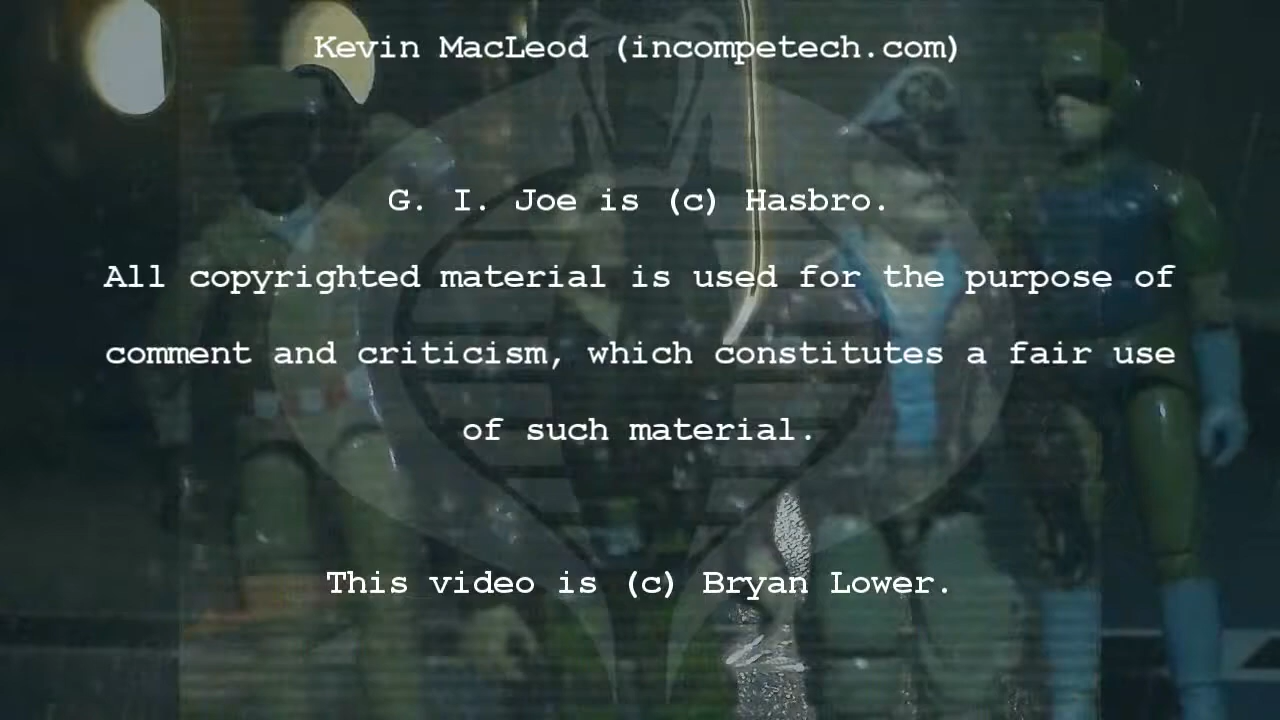 Kevin MacLeod (incompetech.com)
G. I. Joe is (c) Hasbro.
All copyrighted material is used for the purpose of
comment and criticism, which constitutes a fair use
of such material.
This video is (c) Bryan Lower.